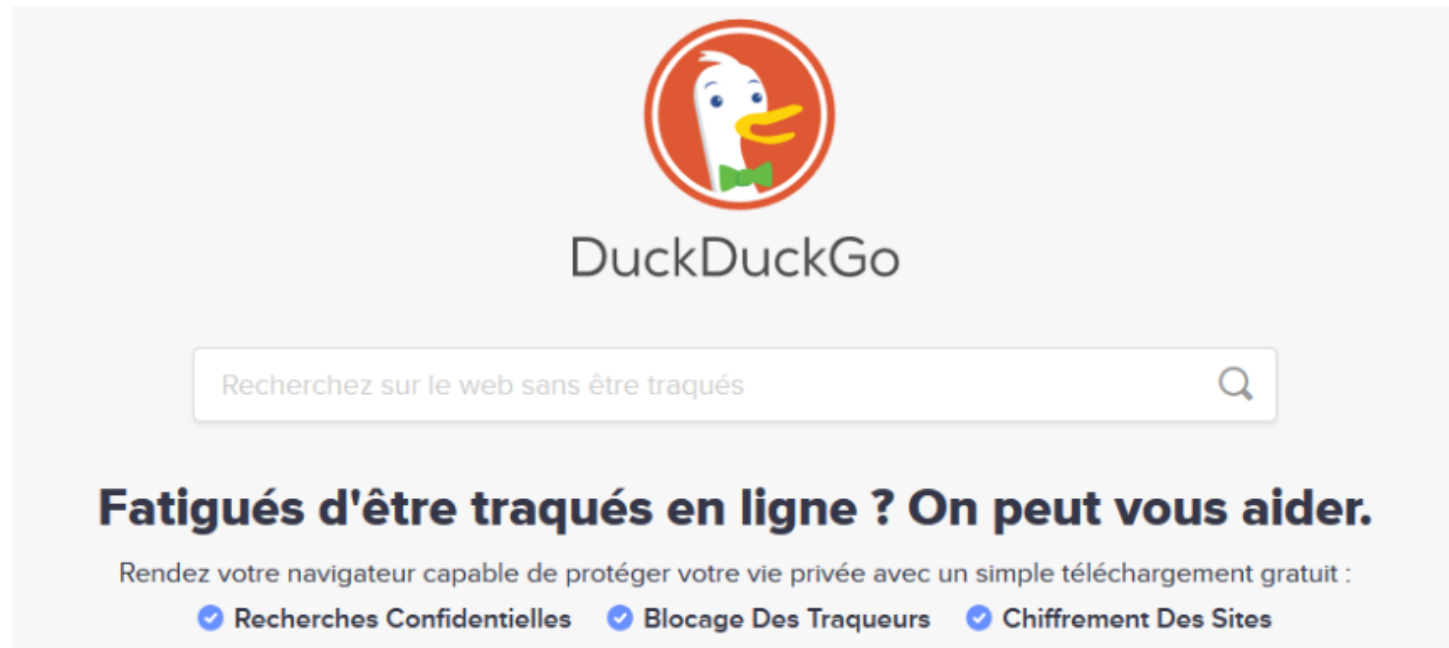 DuckDuckGo
Recherchez sur le web sans être traqués
Fatigués d'être traqués en ligne ? On peut vous aider.
Rendez votre navigateur capable de protéger votre vie privée avec un simple téléchargement gratuit :
Recherches Confidentielles Blocage Des Traqueurs Chiffrement Des Sites